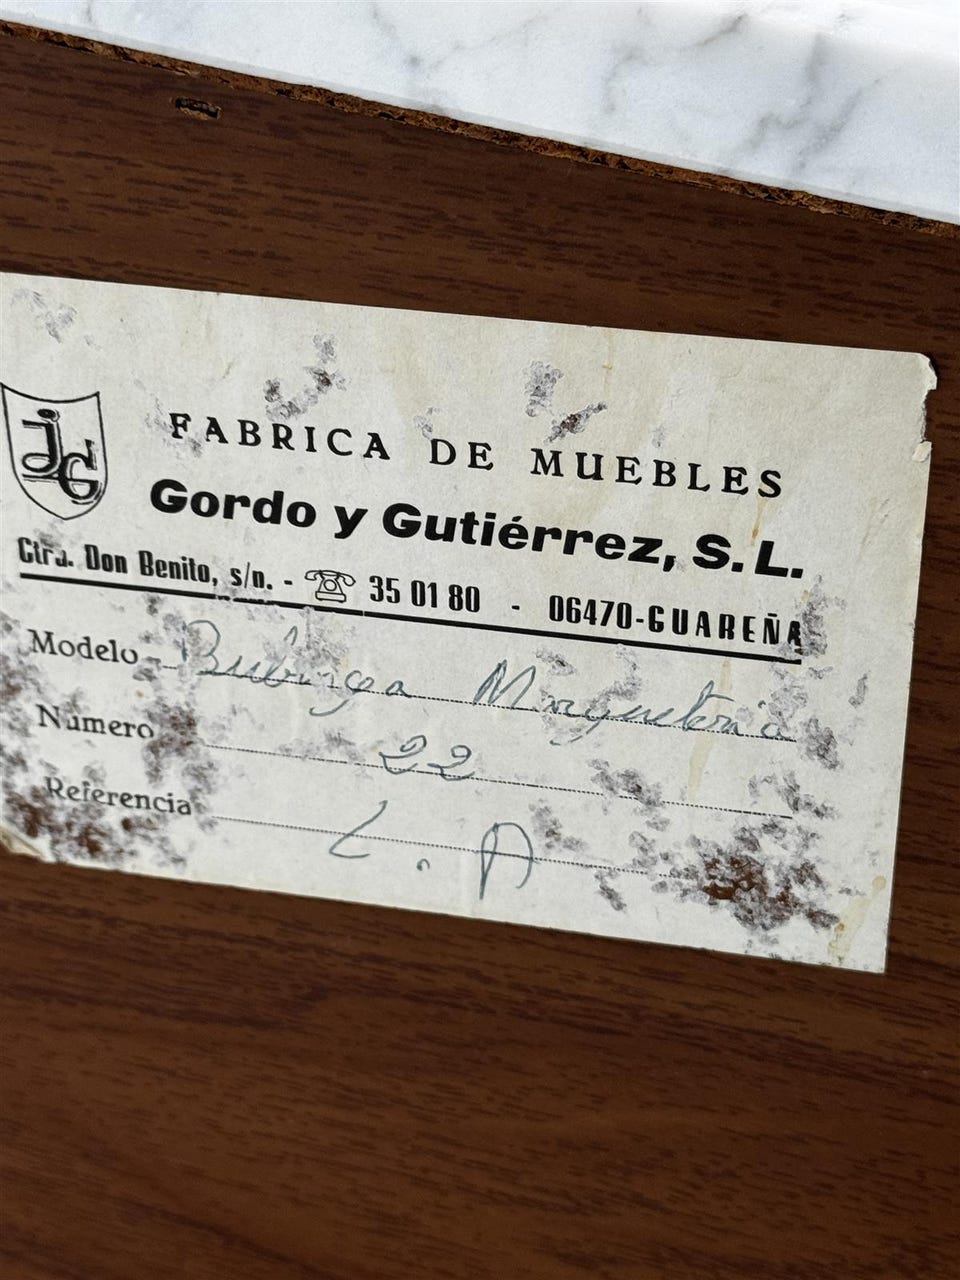 jG
FABRICA DE MUEBLES
Gordo y Gutiérrez, S.L.
Ctra. Don Benito, s/n. - ☎ 35 01 80 - 06470-GUAREÑA
Modelo Bubinga Marquetería
Número 22
Referencia L. A